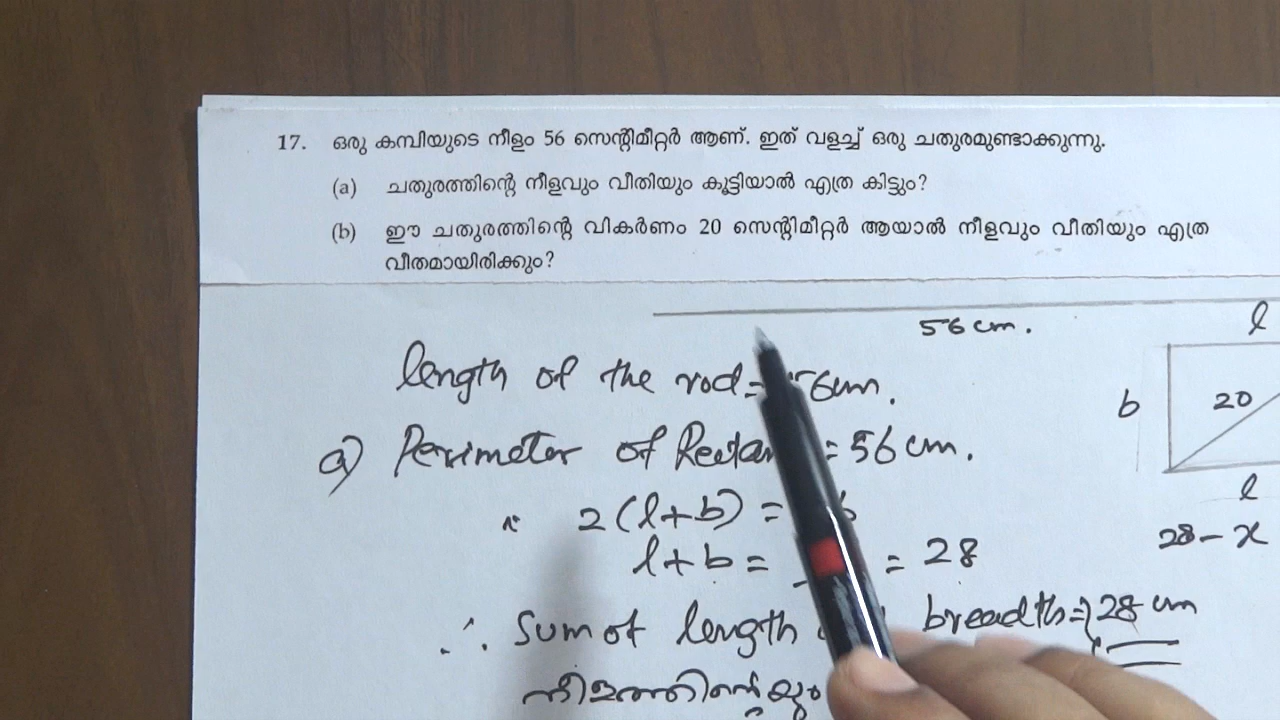 17. ഒരു കമ്പിയുടെ നീളം 56 സെന്റിമീറ്റർ ആണ്. ഇത് വളച്ച് ഒരു ചതുരമുണ്ടാക്കുന്നു.
(a) ചതുരത്തിന്റെ നീളവും വീതിയും കൂട്ടിയാൽ എത്ര കിട്ടും?
(b) ഈ ചതുരത്തിന്റെ വികർണം 20 സെന്റിമീറ്റർ ആയാൽ നീളവും വീതിയും എത്ര
വീതമായിരിക്കും?
56 cm.
l
length of the rod = 6cm.
b
20
a) Perimeter of = 56 cm.
l
2(l+b) =
28 - x
l+b = = 28
∴ Sum of length breadth = 28 cm